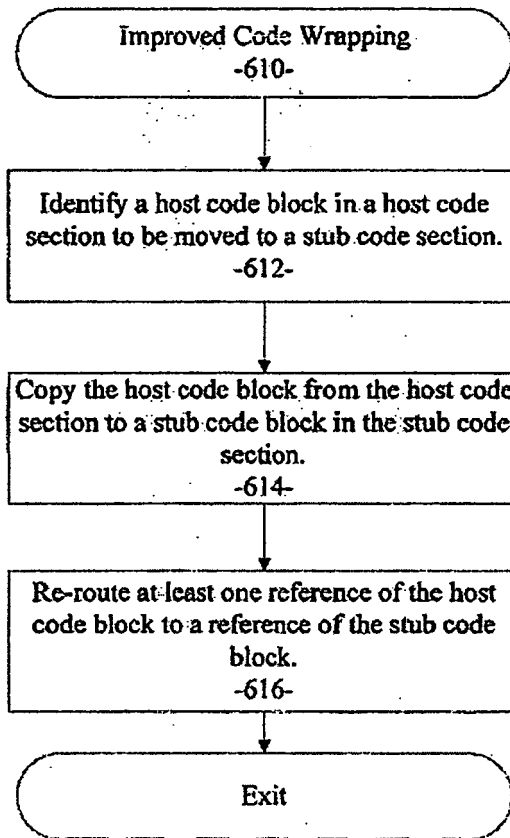 Improved Code Wrapping
-610-
Identify a host code block in a host code
section to be moved to a stub code section.
-612-
Copy the host code block from the host code
section to a stub code block in the stub code
section.
-614-
Re-route at least one reference of the host
code block to a reference of the stub code
block.
-616-
Exit